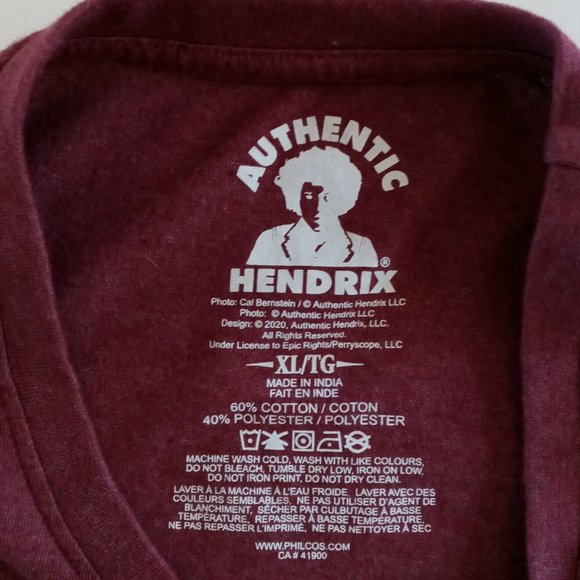 AUTHENTIC
HENDRIX®
Photo: Cal Bernstein / © Authentic Hendrix LLC
Photo: © Authentic Hendrix LLC
Design: © 2020, Authentic Hendrix, LLC.
All Rights Reserved.
Under License to Epic Rights/Perryscope, LLC
XL/TG
MADE IN INDIA
FAIT EN INDE
60% COTTON / COTON
40% POLYESTER / POLYESTER
MACHINE WASH COLD, WASH WITH LIKE COLOURS,
DO NOT BLEACH, TUMBLE DRY LOW, IRON ON LOW,
DO NOT IRON PRINT, DO NOT DRY CLEAN.
LAVER À LA MACHINE À L'EAU FROIDE, LAVER AVEC DES
COULEURS SEMBLABLES, NE PAS UTILISER D'AGENT DE
BLANCHIMENT, SÉCHER PAR CULBUTAGE À BASSE
TEMPÉRATURE, REPASSER À BASSE TEMPÉRATURE,
NE PAS REPASSER L'IMPRIMÉ, NE PAS NETTOYER À SEC
WWW.PHILCOS.COM
CA# 41900